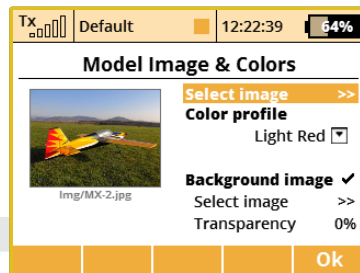 Tx Default 12:22:39 64%
Model Image & Colors
Select image >>
Color profile
Light Red
Img/MX-2.jpg
Background image ✔
Select image >>
Transparency 0%
Ok